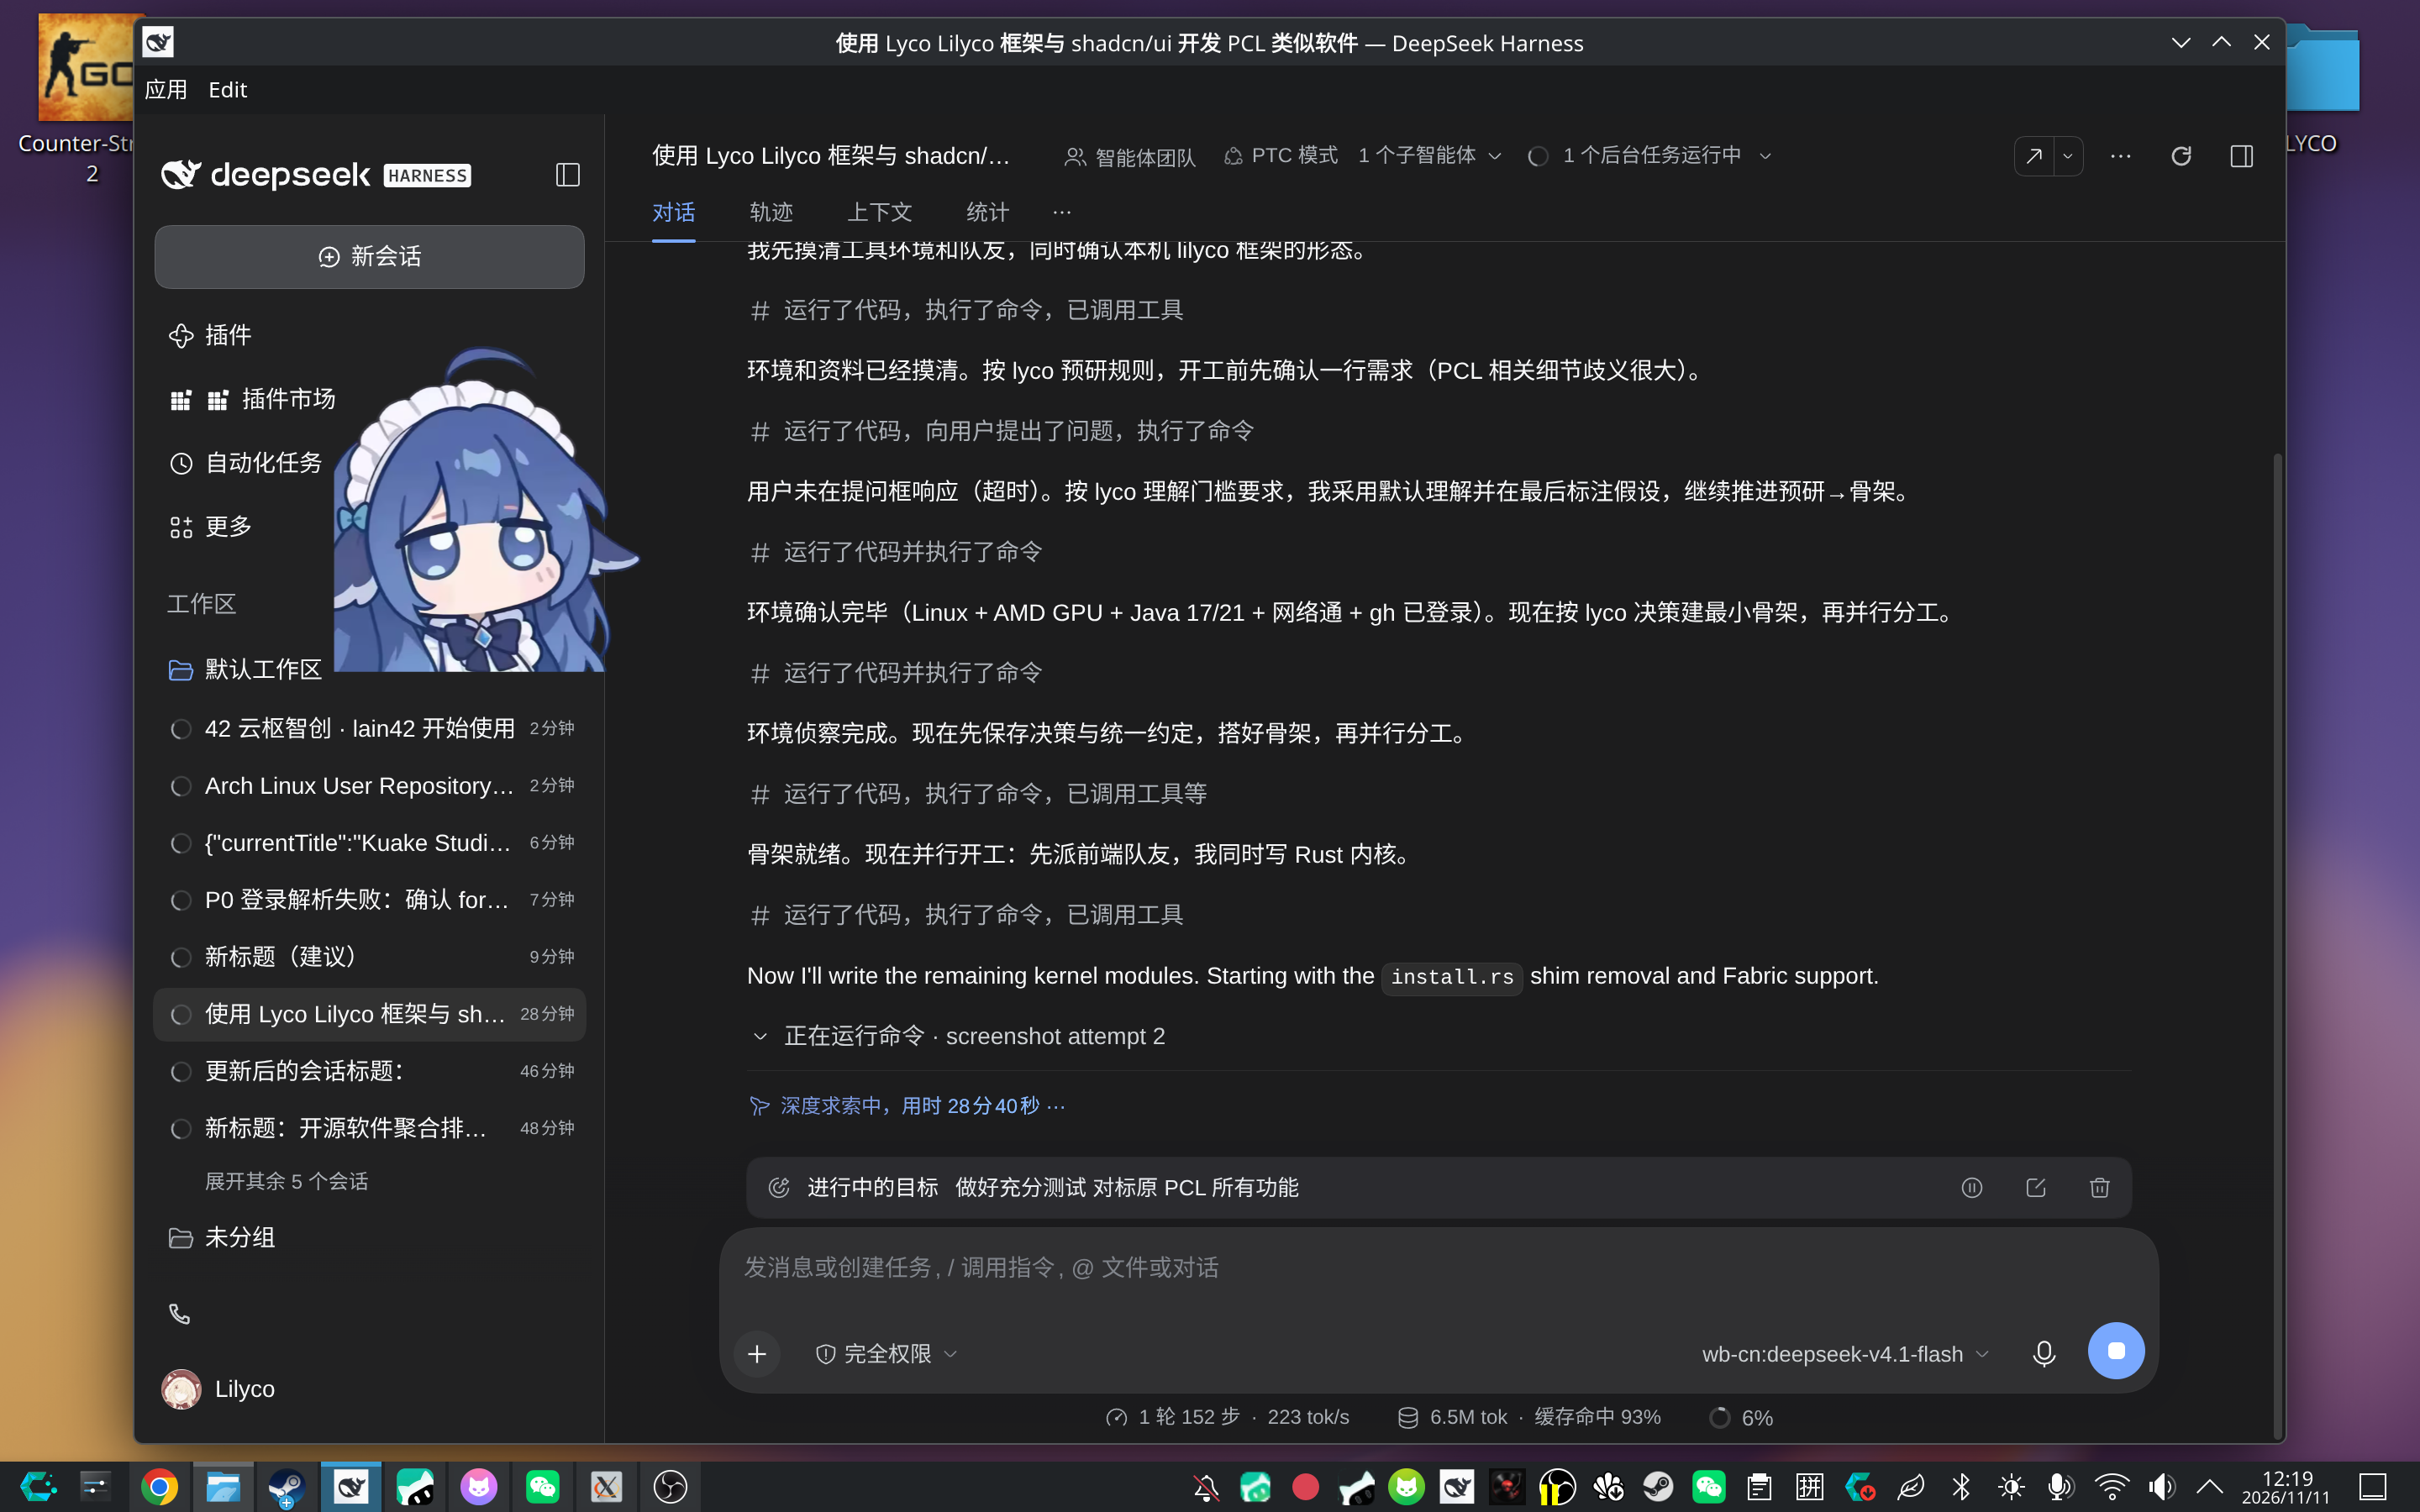 Counter-Str
2
LYCO
使用 Lyco Lilyco 框架与 shadcn/ui 开发 PCL 类似软件 — DeepSeek Harness
应用 Edit
deepseek HARNESS
新会话
插件
插件市场
自动化任务
更多
工作区
默认工作区
42 云枢智创 · lain42 开始使用 2分钟
Arch Linux User Repository… 2分钟
{"currentTitle":"Kuake Studi… 6分钟
P0 登录解析失败：确认 for… 7分钟
新标题（建议） 9分钟
使用 Lyco Lilyco 框架与 sh… 28分钟
更新后的会话标题： 46分钟
新标题：开源软件聚合排… 48分钟
展开其余 5 个会话
未分组
Lilyco
使用 Lyco Lilyco 框架与 shadcn/… 智能体团队 PTC 模式 1 个子智能体 1 个后台任务运行中
对话 轨迹 上下文 统计 …
我先摸清工具环境和队友，同时确认本机 lilyco 框架的形态。
# 运行了代码，执行了命令，已调用工具
环境和资料已经摸清。按 lyco 预研规则，开工前先确认一行需求（PCL 相关细节歧义很大）。
# 运行了代码，向用户提出了问题，执行了命令
用户未在提问框响应（超时）。按 lyco 理解门槛要求，我采用默认理解并在最后标注假设，继续推进预研→骨架。
# 运行了代码并执行了命令
环境确认完毕（Linux + AMD GPU + Java 17/21 + 网络通 + gh 已登录）。现在按 lyco 决策建最小骨架，再并行分工。
# 运行了代码并执行了命令
环境侦察完成。现在先保存决策与统一约定，搭好骨架，再并行分工。
# 运行了代码，执行了命令，已调用工具等
骨架就绪。现在并行开工：先派前端队友，我同时写 Rust 内核。
# 运行了代码，执行了命令，已调用工具
Now I'll write the remaining kernel modules. Starting with the install.rs shim removal and Fabric support.
正在运行命令 · screenshot attempt 2
深度求索中，用时 28分40秒 …
进行中的目标 做好充分测试 对标原 PCL 所有功能
发消息或创建任务, / 调用指令, @ 文件或对话
完全权限 wb-cn:deepseek-v4.1-flash
1 轮 152 步 · 223 tok/s 6.5M tok · 缓存命中 93% 6%
拼
12:19
2026/11/11